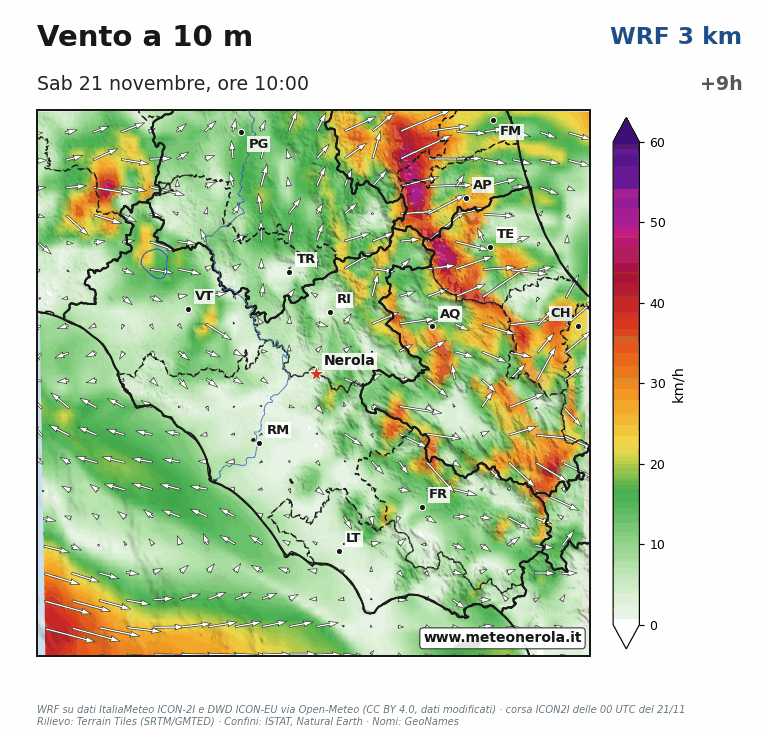 Vento a 10 m
WRF 3 km
Sab 21 novembre, ore 10:00
+9h
PG
FM
AP
TE
TR
VT
RI
AQ
CH
Nerola
RM
FR
LT
www.meteonerola.it
60
50
40
30
20
10
0
km/h
WRF su dati ItaliaMeteo ICON-2I e DWD ICON-EU via Open-Meteo (CC BY 4.0, dati modificati) · corsa ICON2I delle 00 UTC del 21/11
Rilievo: Terrain Tiles (SRTM/GMTED) · Confini: ISTAT, Natural Earth · Nomi: GeoNames